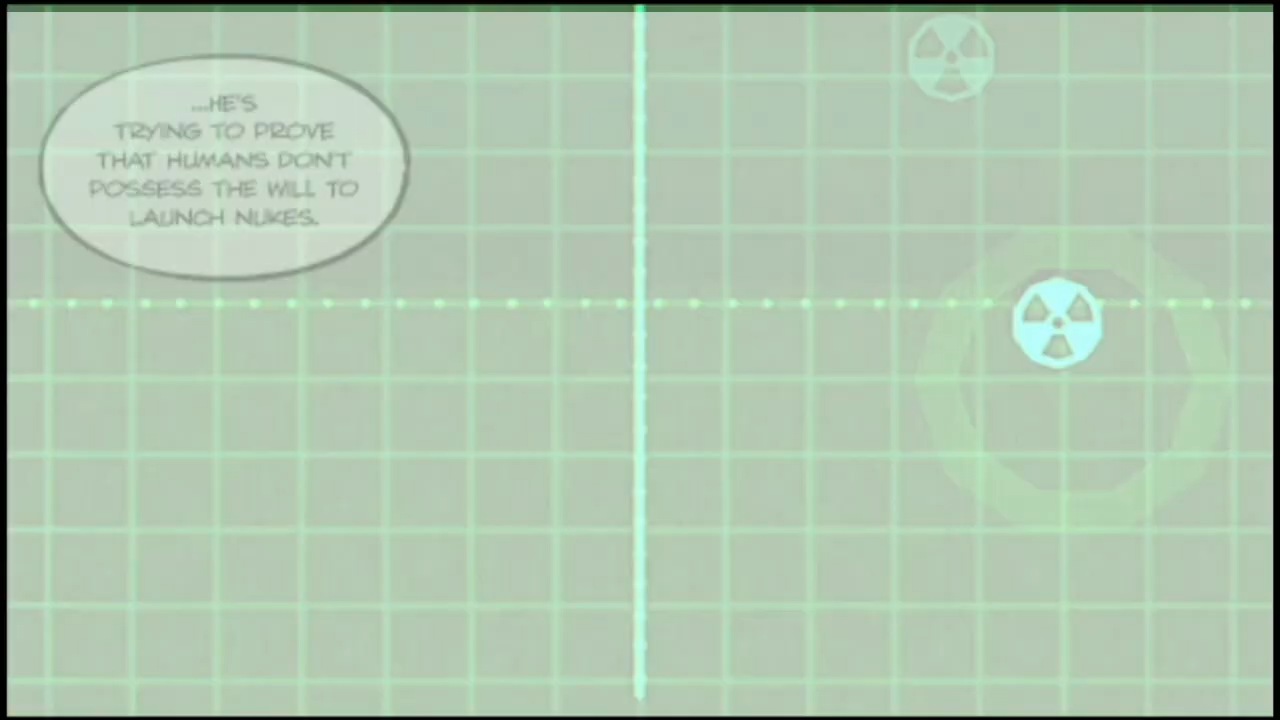 ...HE'S
TRYING TO PROVE
THAT HUMANS DON'T
POSSESS THE WILL TO
LAUNCH NUKES.